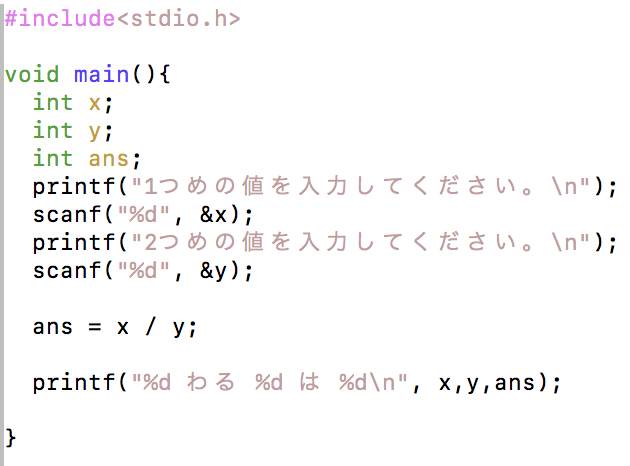 #include<stdio.h>
void main(){
int x;
int y;
int ans;
printf("1つめの値を入力してください。\n");
scanf("%d", &x);
printf("2つめの値を入力してください。\n");
scanf("%d", &y);
ans = x / y;
printf("%d わる %d は %d\n", x,y,ans);
}